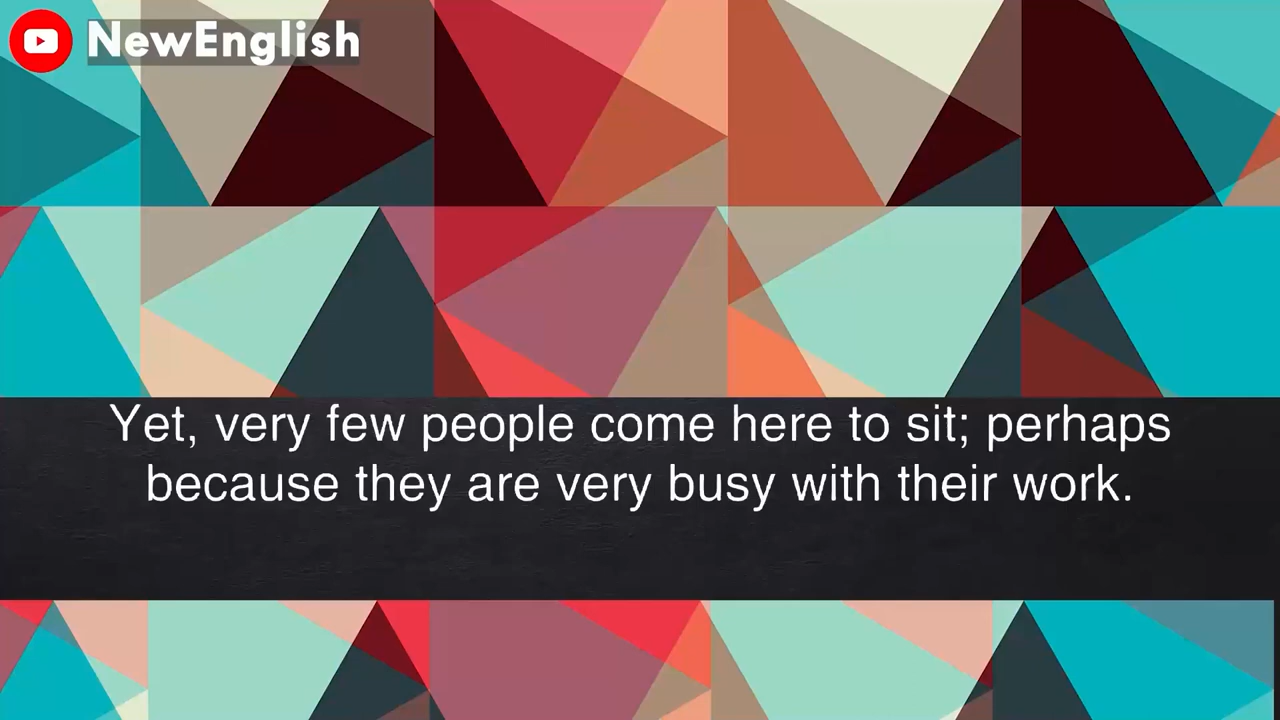 NewEnglish
Yet, very few people come here to sit; perhaps
because they are very busy with their work.